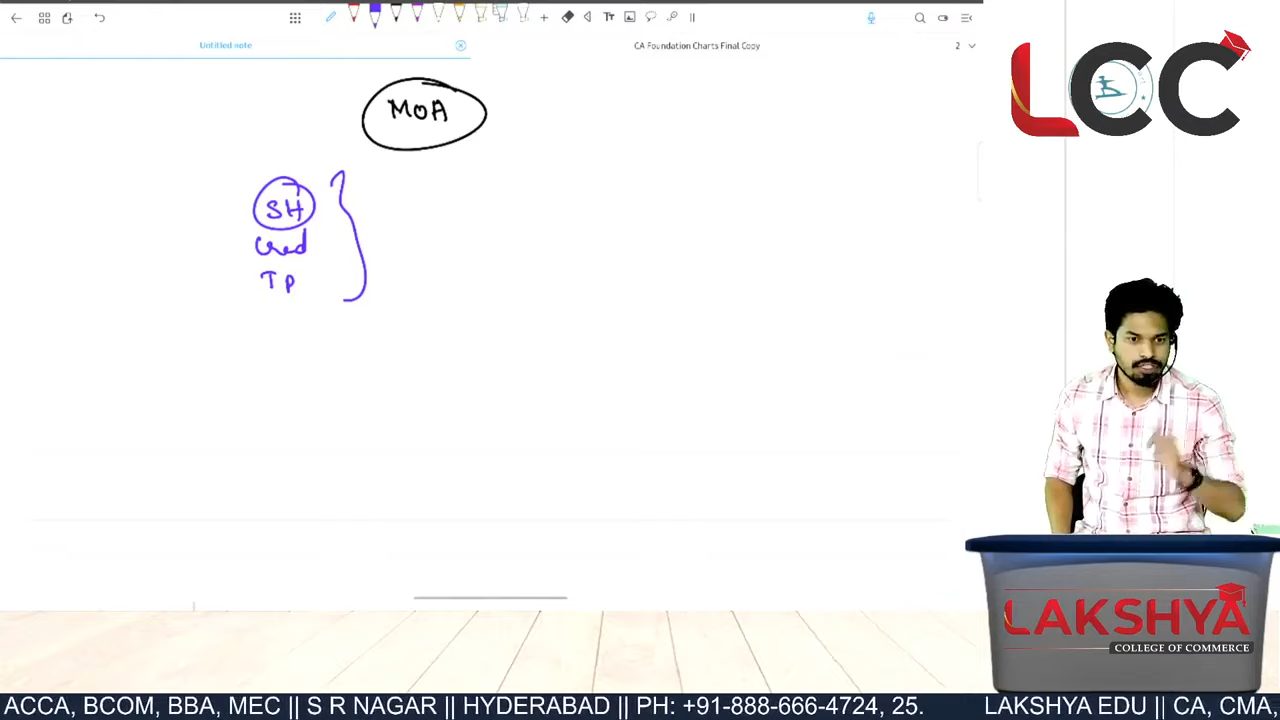 Untitled note
CA Foundation Charts Final Copy
2
LCC
MOA
SH
Cred
TP
LAKSHYA
COLLEGE OF COMMERCE
ACCA, BCOM, BBA, MEC || S R NAGAR || HYDERABAD || PH: +91-888-666-4724, 25. LAKSHYA EDU || CA, CMA,